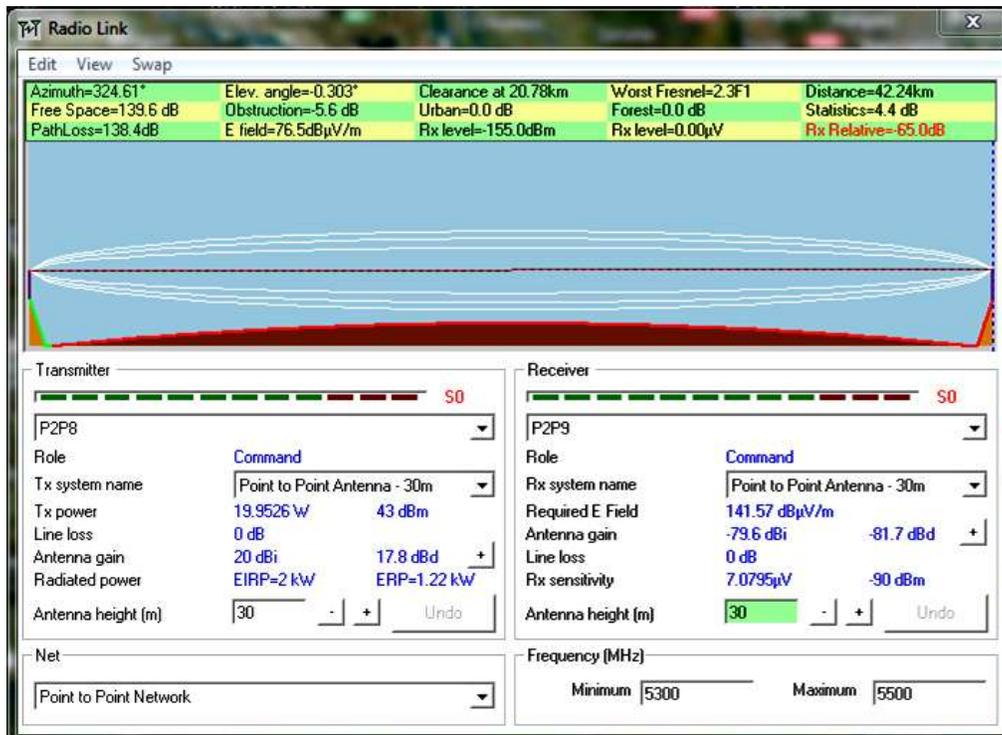 Radio Link
Edit View Swap
Azimuth=324.61° Elev. angle=-0.303° Clearance at 20.78km Worst Fresnel=2.3F1 Distance=42.24km
Free Space=139.6 dB Obstruction=-5.6 dB Urban=0.0 dB Forest=0.0 dB Statistics=4.4 dB
PathLoss=138.4dB E field=76.5dBµV/m Rx level=-155.0dBm Rx level=0.00µV Rx Relative=-65.0dB
Transmitter
S0
P2P8
Role Command
Tx system name Point to Point Antenna - 30m
Tx power 19.9526 W 43 dBm
Line loss 0 dB
Antenna gain 20 dBi 17.8 dBd +
Radiated power EIRP=2 kW ERP=1.22 kW
Antenna height (m) 30 - + Undo
Receiver
S0
P2P9
Role Command
Rx system name Point to Point Antenna - 30m
Required E Field 141.57 dBµV/m
Antenna gain -79.6 dBi -81.7 dBd +
Line loss 0 dB
Rx sensitivity 7.0795µV -90 dBm
Antenna height (m) 30 - + Undo
Net
Point to Point Network
Frequency (MHz)
Minimum 5300 Maximum 5500